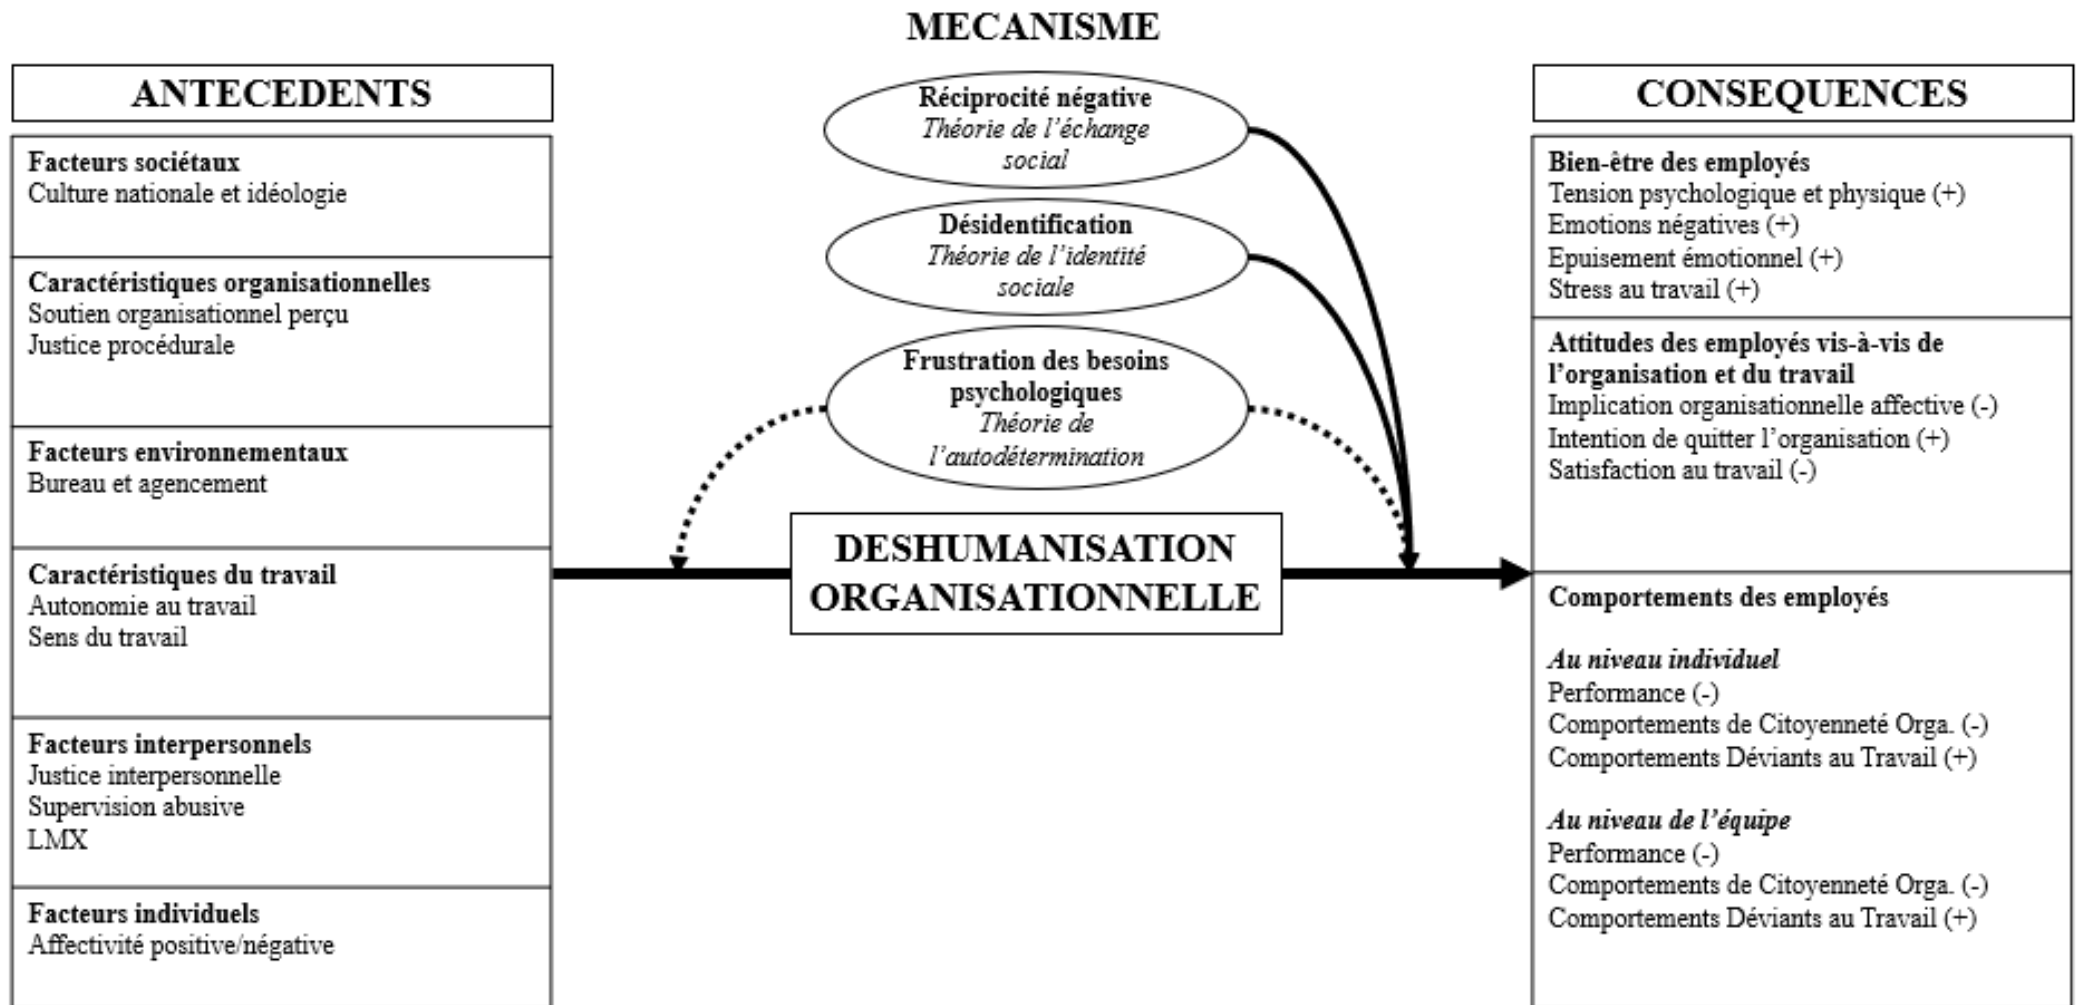 MECANISME
ANTECEDENTS
Facteurs sociétaux
Culture nationale et idéologie
Caractéristiques organisationnelles
Soutien organisationnel perçu
Justice procédurale
Facteurs environnementaux
Bureau et agencement
Caractéristiques du travail
Autonomie au travail
Sens du travail
Facteurs interpersonnels
Justice interpersonnelle
Supervision abusive
LMX
Facteurs individuels
Affectivité positive/négative
Réciprocité négative
Théorie de l'échange
social
Désidentification
Théorie de l'identité
sociale
Frustration des besoins
psychologiques
Théorie de
l'autodétermination
DESHUMANISATION
ORGANISATIONNELLE
CONSEQUENCES
Bien-être des employés
Tension psychologique et physique (+)
Emotions négatives (+)
Epuisement émotionnel (+)
Stress au travail (+)
Attitudes des employés vis-à-vis de
l'organisation et du travail
Implication organisationnelle affective (-)
Intention de quitter l'organisation (+)
Satisfaction au travail (-)
Comportements des employés
Au niveau individuel
Performance (-)
Comportements de Citoyenneté Orga. (-)
Comportements Déviants au Travail (+)
Au niveau de l'équipe
Performance (-)
Comportements de Citoyenneté Orga. (-)
Comportements Déviants au Travail (+)